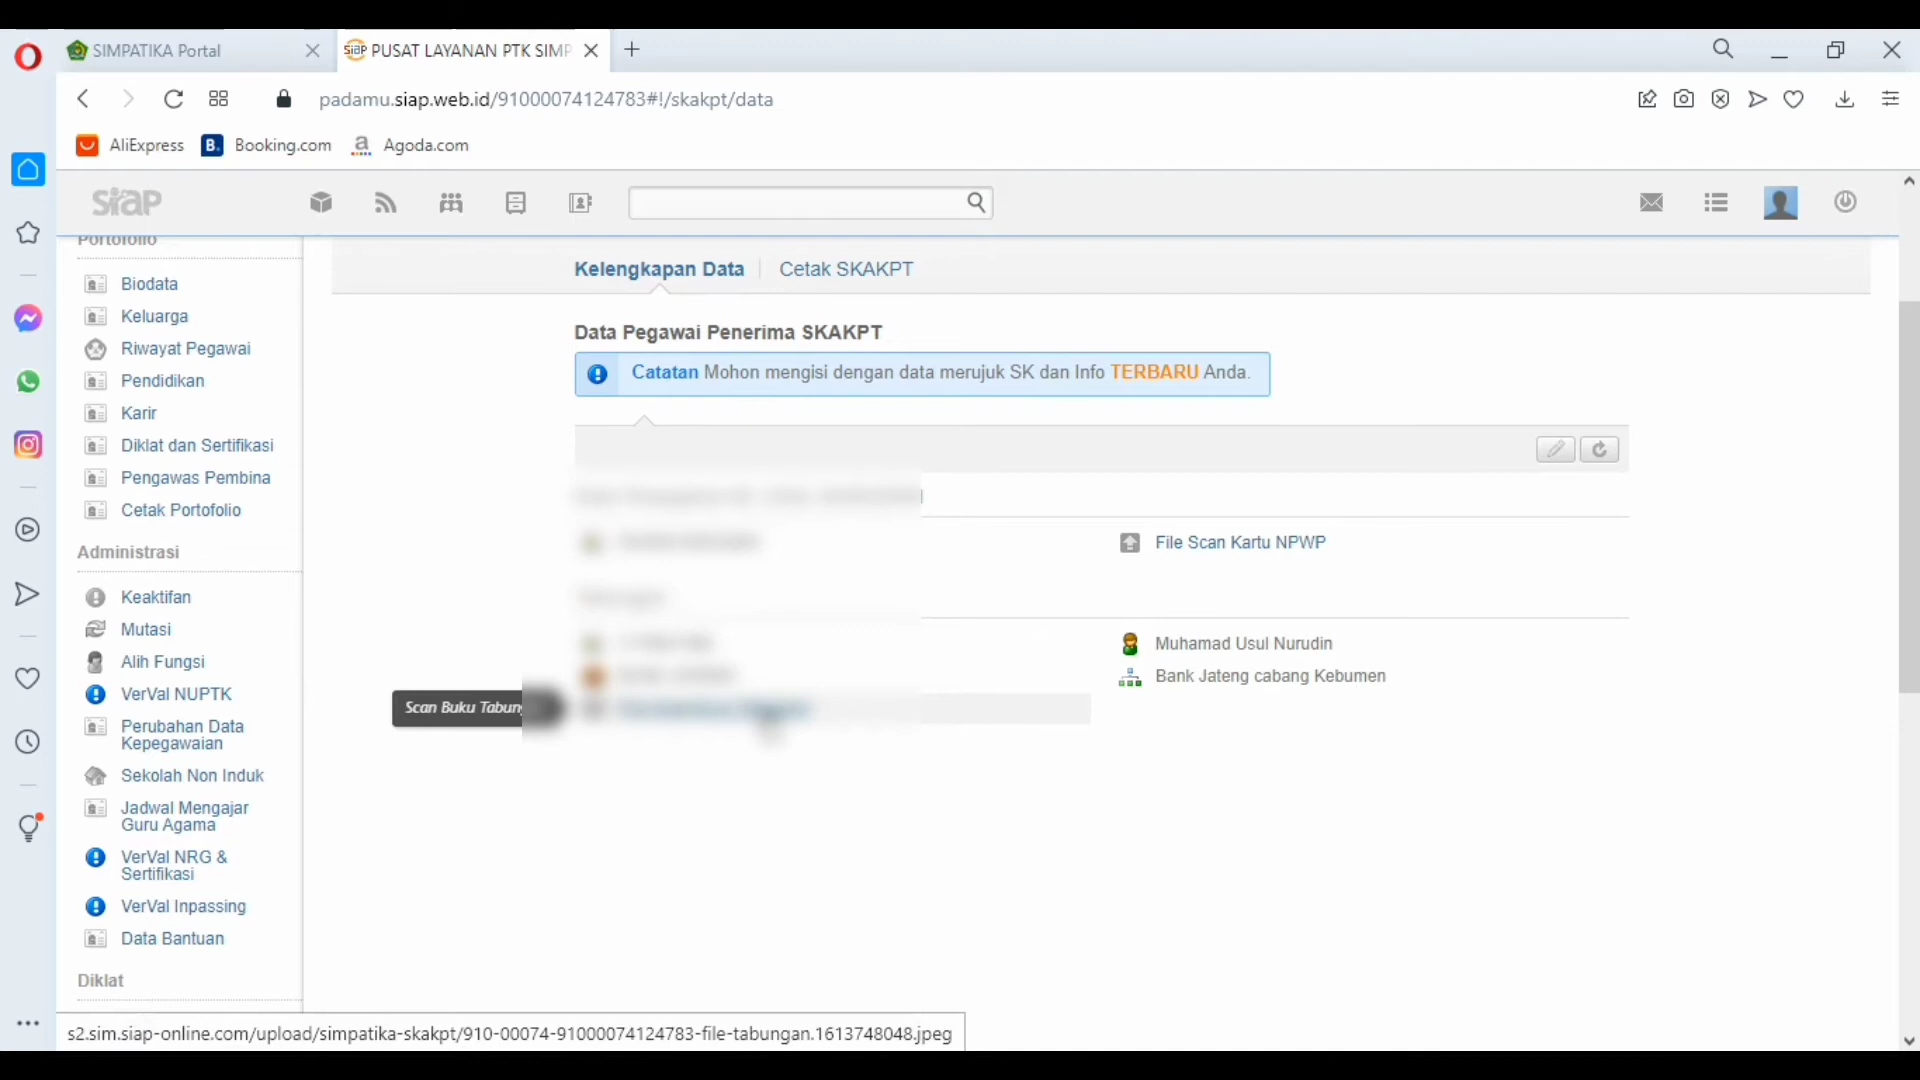 SIMPATIKA Portal
siap PUSAT LAYANAN PTK SIMP
padamu.siap.web.id/91000074124783#!/skakpt/data
AliExpress B. Booking.com a Agoda.com
siap
Portofolio
Biodata
Keluarga
Riwayat Pegawai
Pendidikan
Karir
Diklat dan Sertifikasi
Pengawas Pembina
Cetak Portofolio
Administrasi
Keaktifan
Mutasi
Alih Fungsi
VerVal NUPTK
Perubahan Data
Kepegawaian
Sekolah Non Induk
Jadwal Mengajar
Guru Agama
VerVal NRG &
Sertifikasi
VerVal Inpassing
Data Bantuan
Diklat
Kelengkapan Data
Cetak SKAKPT
Data Pegawai Penerima SKAKPT
Catatan Mohon mengisi dengan data merujuk SK dan Info TERBARU Anda.
File Scan Kartu NPWP
Muhamad Usul Nurudin
Bank Jateng cabang Kebumen
Scan Buku Tabung
s2.sim.siap-online.com/upload/simpatika-skakpt/910-00074-91000074124783-file-tabungan.1613748048.jpeg